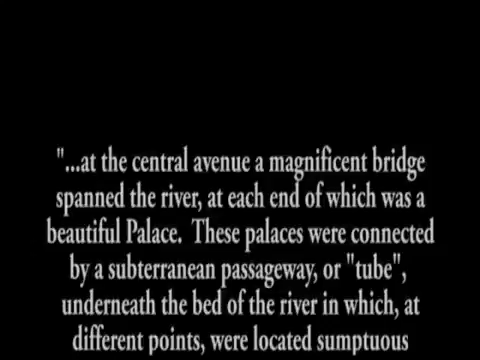 "...at the central avenue a magnificent bridge
spanned the river, at each end of which was a
beautiful Palace.  These palaces were connected
by a subterranean passageway, or "tube",
underneath the bed of the river in which, at
different points, were located sumptuous